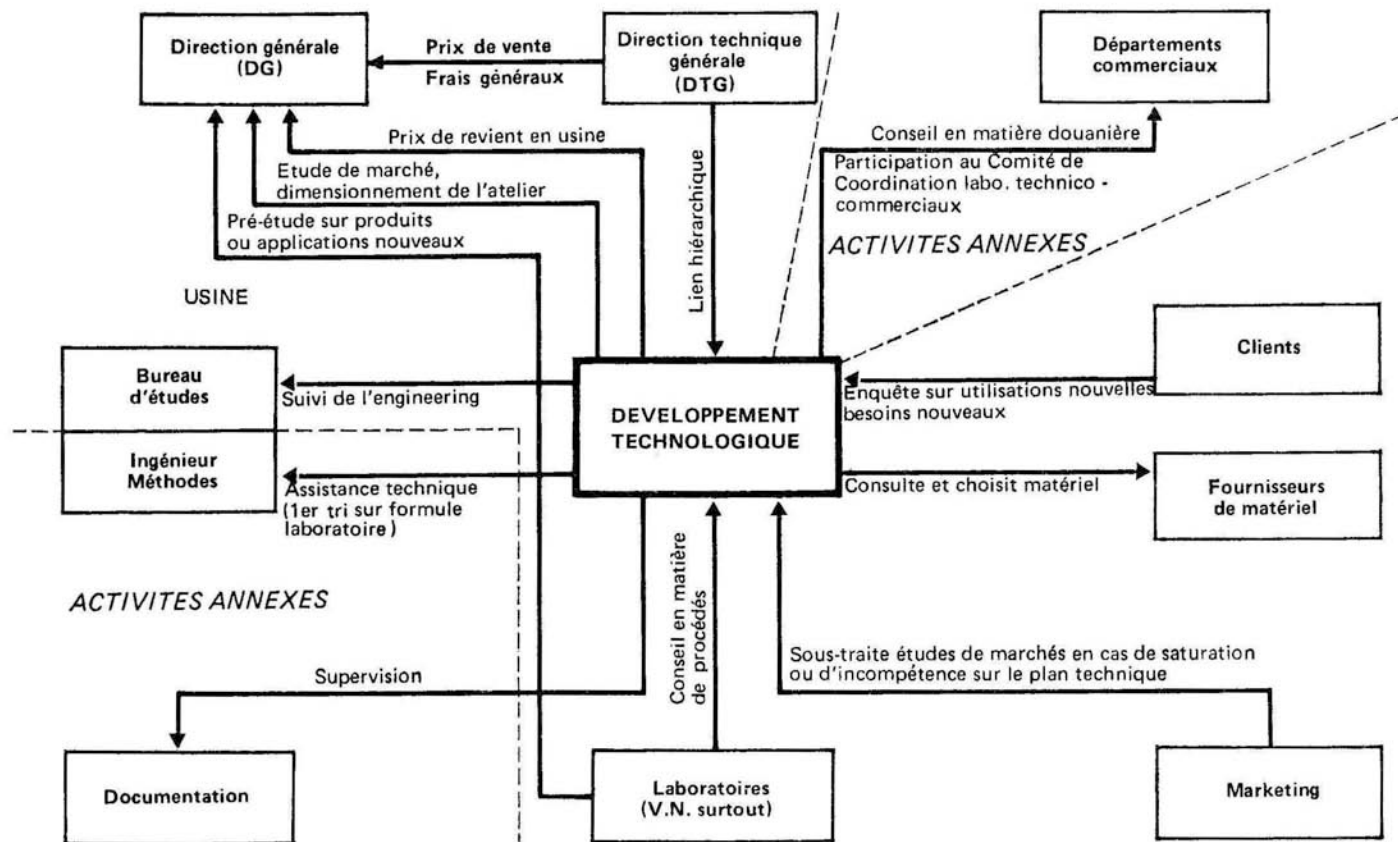 Direction générale
(DG)
Prix de vente
Frais généraux
Direction technique
générale
(DTG)
Départements
commerciaux
Prix de revient en usine
Etude de marché,
dimensionnement de l'atelier
Pré-étude sur produits
ou applications nouveaux
Lien hiérarchique
Conseil en matière douanière
Participation au Comité de
Coordination labo. technico -
commerciaux
ACTIVITES ANNEXES
USINE
Bureau
d'études
Suivi de l'engineering
Ingénieur
Méthodes
Assistance technique
(1er tri sur formule
laboratoire)
DEVELOPPEMENT
TECHNOLOGIQUE
Clients
Enquête sur utilisations nouvelles
besoins nouveaux
Consulte et choisit matériel
Fournisseurs
de matériel
ACTIVITES ANNEXES
Supervision
Conseil en matière
de procédés
Sous-traite études de marchés en cas de saturation
ou d'incompétence sur le plan technique
Documentation
Laboratoires
(V.N. surtout)
Marketing